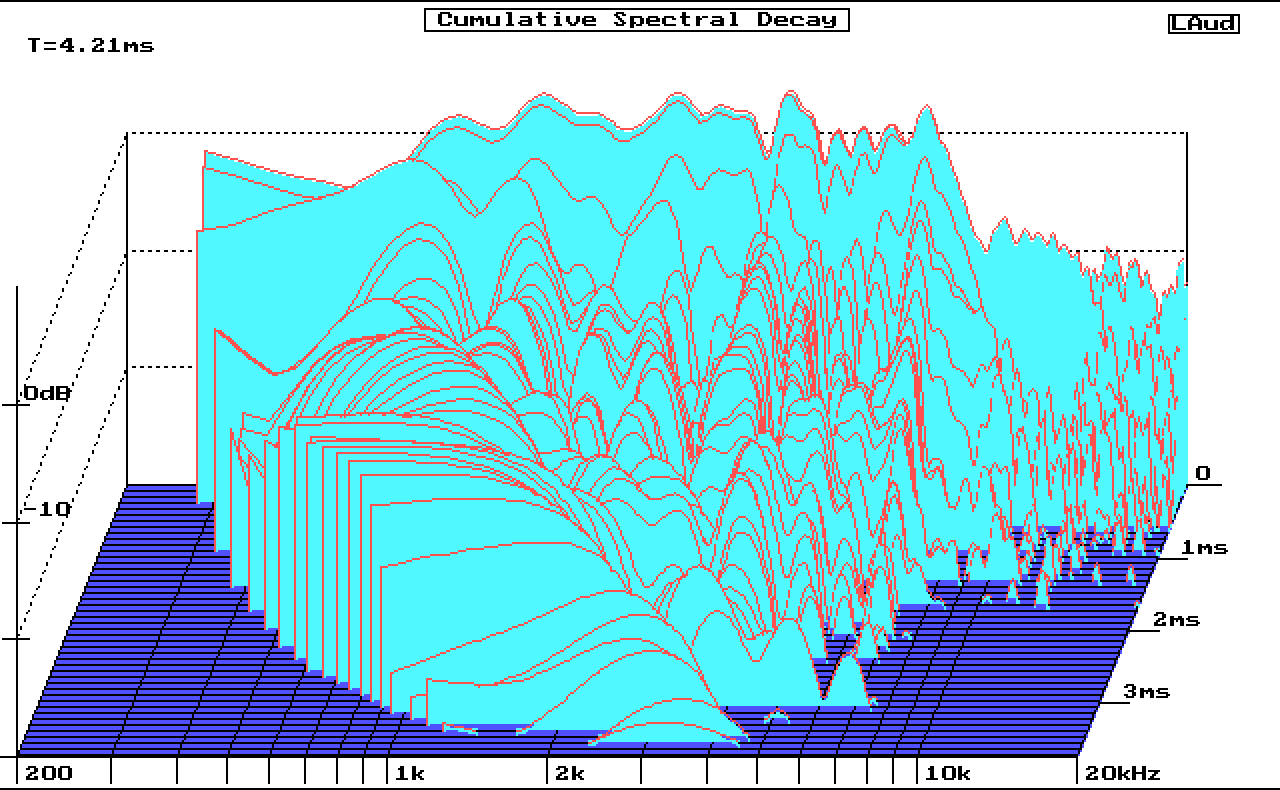 Cumulative Spectral Decay
LAud
T=4.21ms
0dB
-10
0
1ms
2ms
3ms
200
1k
2k
10k
20kHz